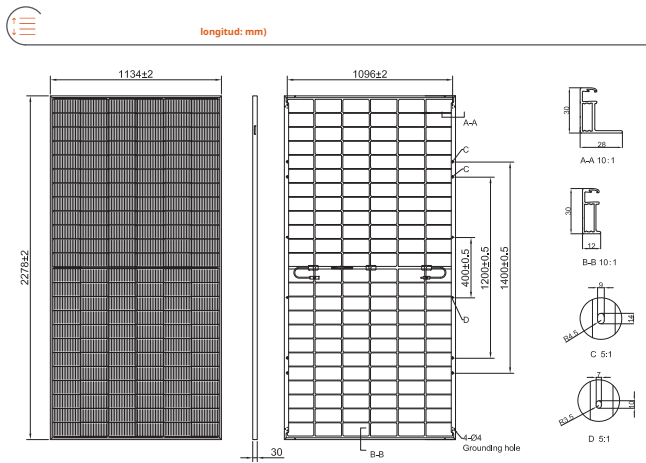 longitud: mm)
1134±2
1096±2
2278±2
30
A-A
C
C
400±0.5
1200±0.5
1400±0.5
D
B-B
4-Ø4
Grounding hole
30
28
A-A 10:1
30
12
B-B 10:1
9
14
R4.5
C 5:1
7
10
R3.5
D 5:1